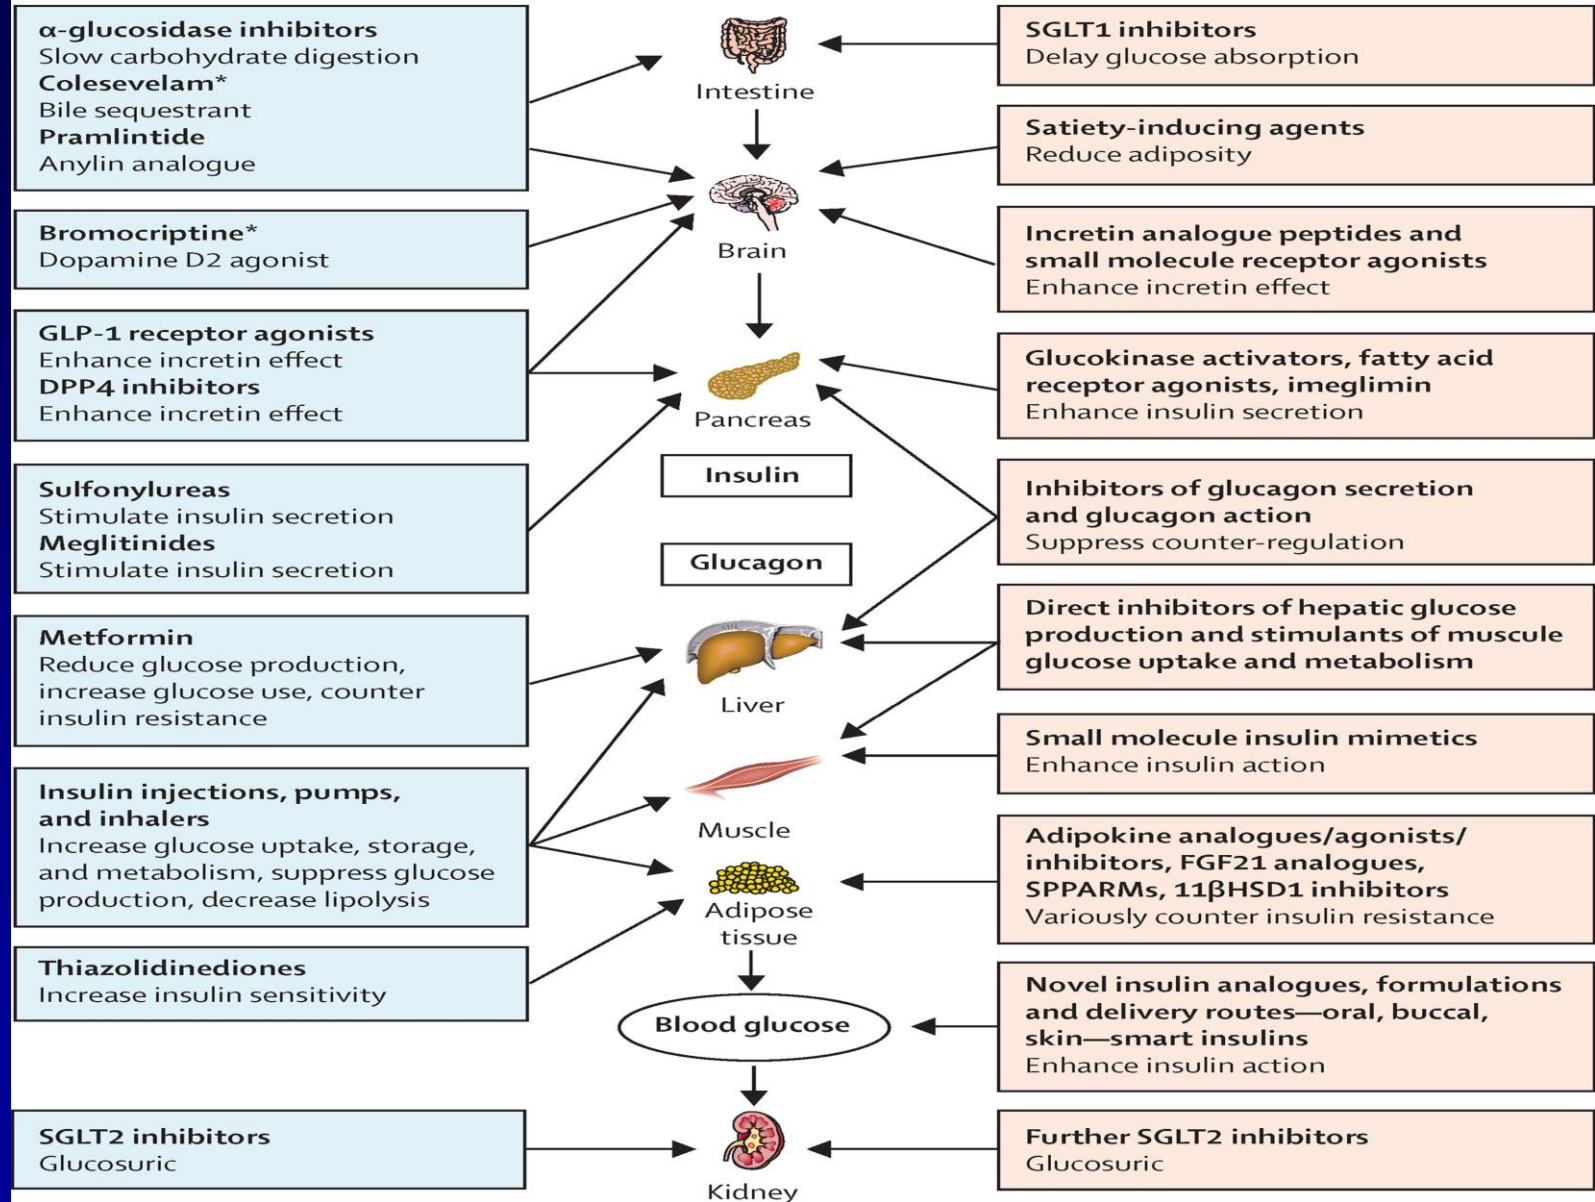 α-glucosidase inhibitors
Slow carbohydrate digestion
Colesevelam*
Bile sequestrant
Pramlintide
Anylin analogue
Bromocriptine*
Dopamine D2 agonist
GLP-1 receptor agonists
Enhance incretin effect
DPP4 inhibitors
Enhance incretin effect
Sulfonylureas
Stimulate insulin secretion
Meglitinides
Stimulate insulin secretion
Metformin
Reduce glucose production,
increase glucose use, counter
insulin resistance
Insulin injections, pumps,
and inhalers
Increase glucose uptake, storage,
and metabolism, suppress glucose
production, decrease lipolysis
Thiazolidinediones
Increase insulin sensitivity
SGLT2 inhibitors
Glucosuric
Intestine
Brain
Pancreas
Insulin
Glucagon
Liver
Muscle
Adipose
tissue
Blood glucose
Kidney
SGLT1 inhibitors
Delay glucose absorption
Satiety-inducing agents
Reduce adiposity
Incretin analogue peptides and
small molecule receptor agonists
Enhance incretin effect
Glucokinase activators, fatty acid
receptor agonists, imeglimin
Enhance insulin secretion
Inhibitors of glucagon secretion
and glucagon action
Suppress counter-regulation
Direct inhibitors of hepatic glucose
production and stimulants of muscule
glucose uptake and metabolism
Small molecule insulin mimetics
Enhance insulin action
Adipokine analogues/agonists/
inhibitors, FGF21 analogues,
SPPARMs, 11βHSD1 inhibitors
Variously counter insulin resistance
Novel insulin analogues, formulations
and delivery routes—oral, buccal,
skin—smart insulins
Enhance insulin action
Further SGLT2 inhibitors
Glucosuric